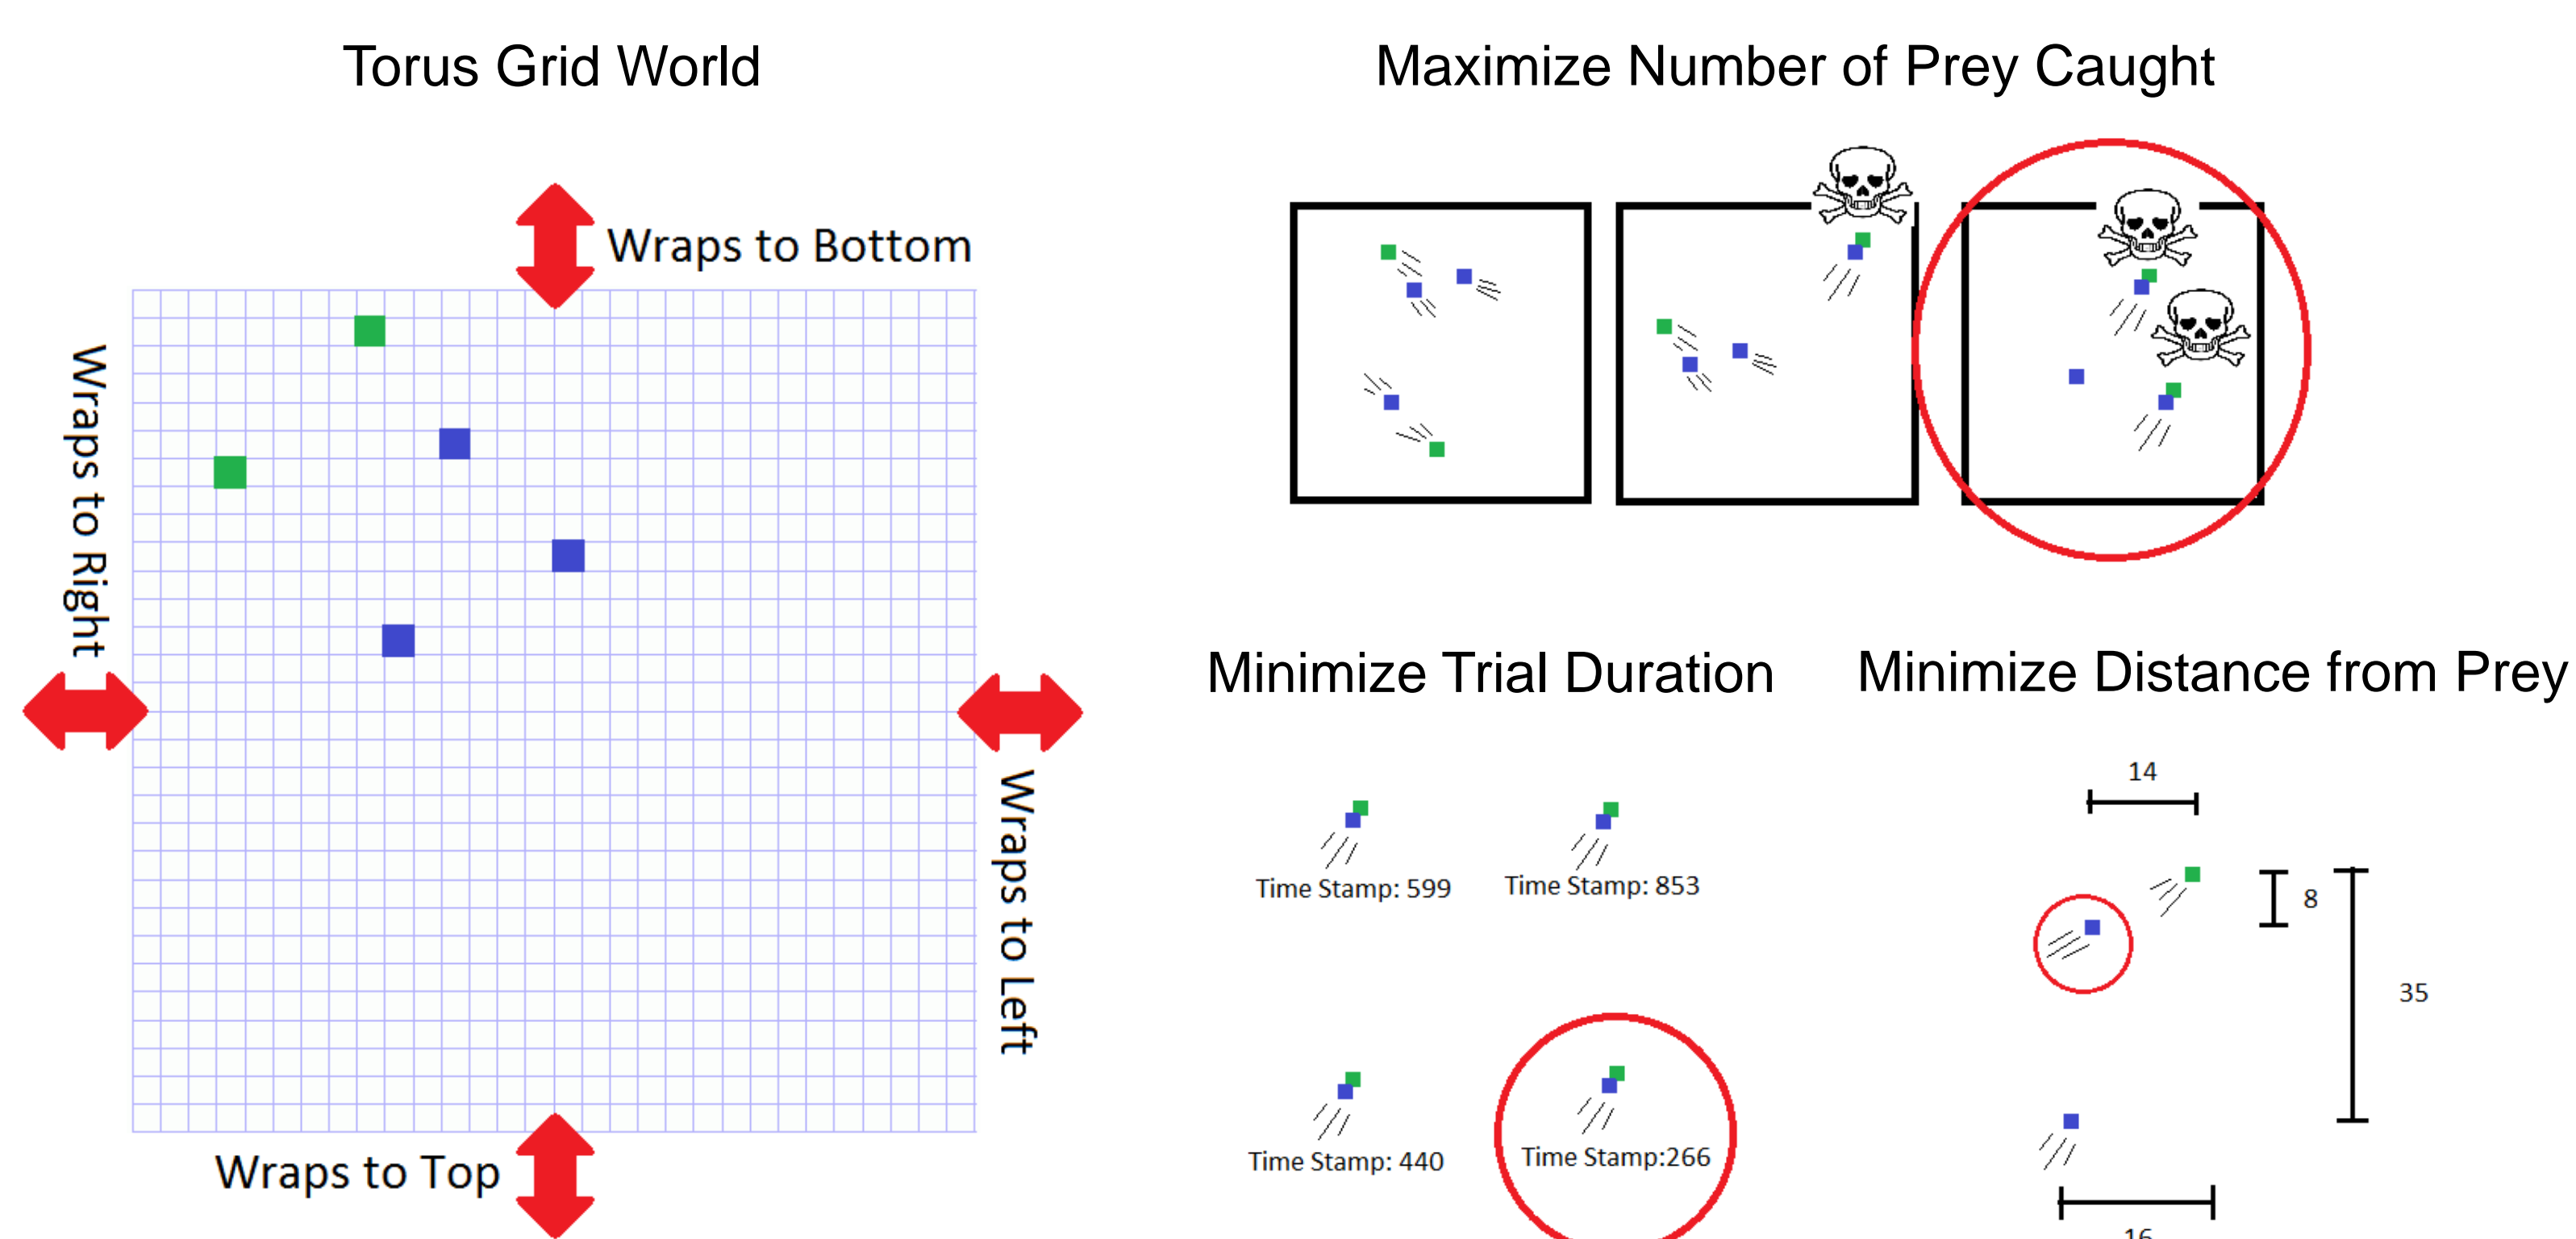 Torus Grid World
Wraps to Bottom
Wraps to Right
Wraps to Left
Wraps to Top
Maximize Number of Prey Caught
Minimize Trial Duration
Time Stamp: 599
Time Stamp: 853
Time Stamp: 440
Time Stamp:266
Minimize Distance from Prey
14
8
35
16